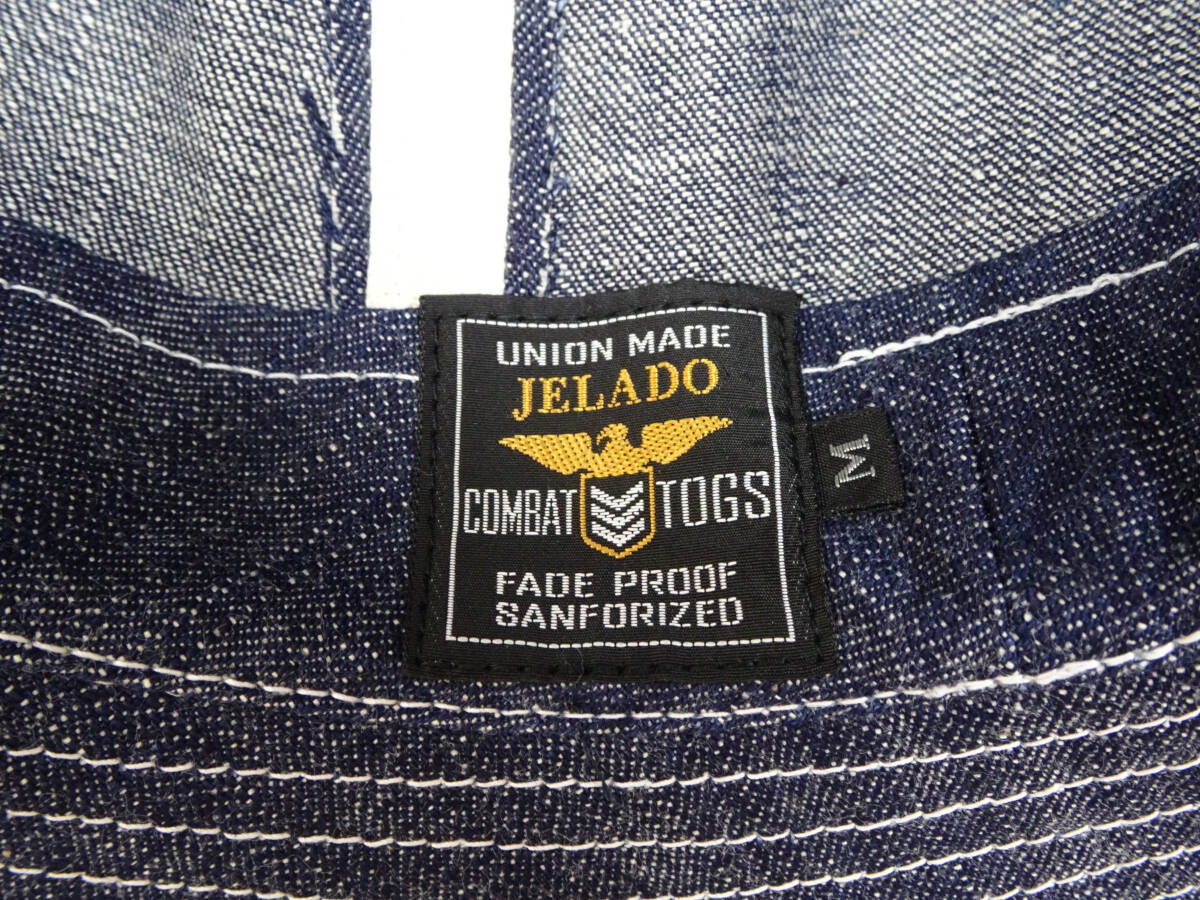 UNION MADE
JELADO
COMBAT TOGS
FADE PROOF
SANFORIZED
M